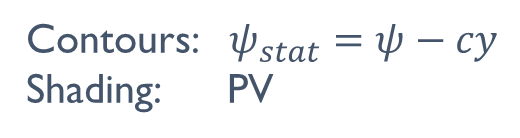 Contours: ψ_stat = ψ − cy
Shading: PV